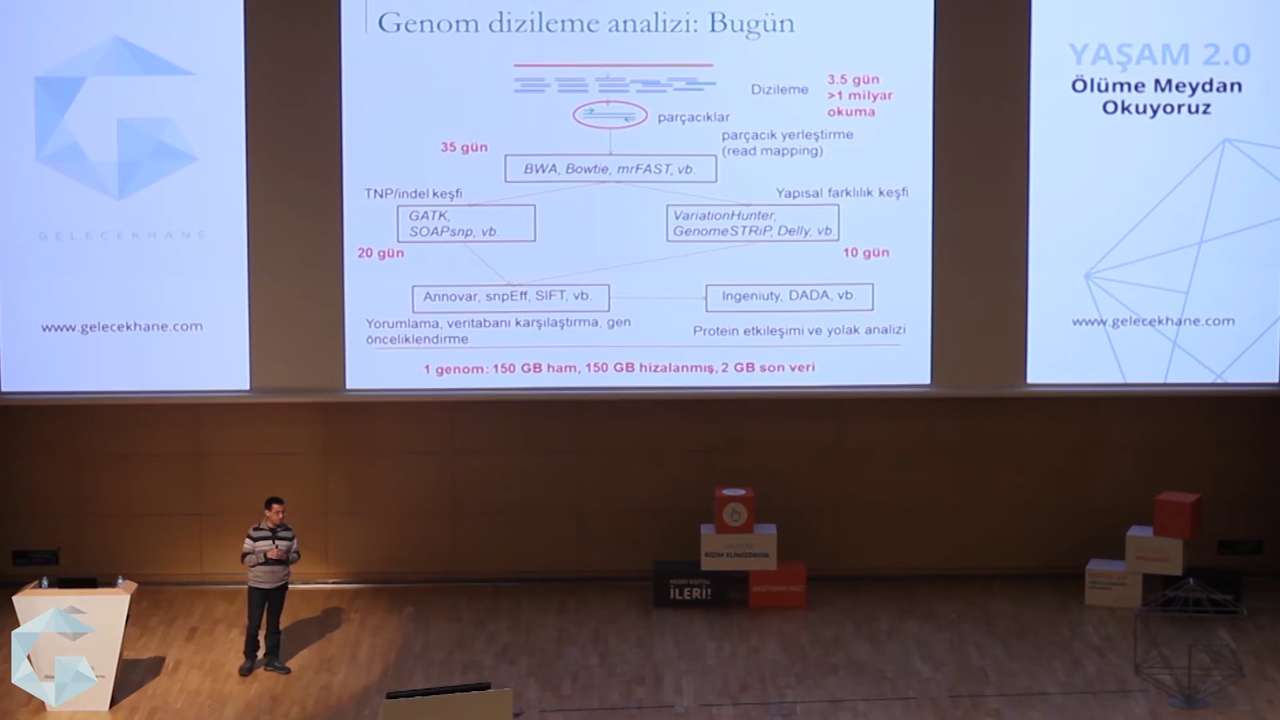 Genom dizileme analizi: Bugün
Dizileme
3.5 gün
>1 milyar
okuma
parçacıklar
parçacık yerleştirme
(read mapping)
35 gün
BWA, Bowtie, mrFAST, vb.
TNP/indel keşfi
Yapısal farklılık keşfi
GATK,
SOAPsnp, vb.
VariationHunter,
GenomeSTRiP, Delly, vb.
20 gün
10 gün
Annovar, snpEff, SIFT, vb.
Ingeniuty, DADA, vb.
Yorumlama, veritabanı karşılaştırma, gen
önceliklendirme
Protein etkileşimi ve yolak analizi
1 genom: 150 GB ham, 150 GB hizalanmış, 2 GB son veri
GELECEKHANE
www.gelecekhane.com
YAŞAM 2.0
Ölüme Meydan
Okuyoruz
www.gelecekhane.com
BİZİM ELİMİZDEDİR
İLERİ!